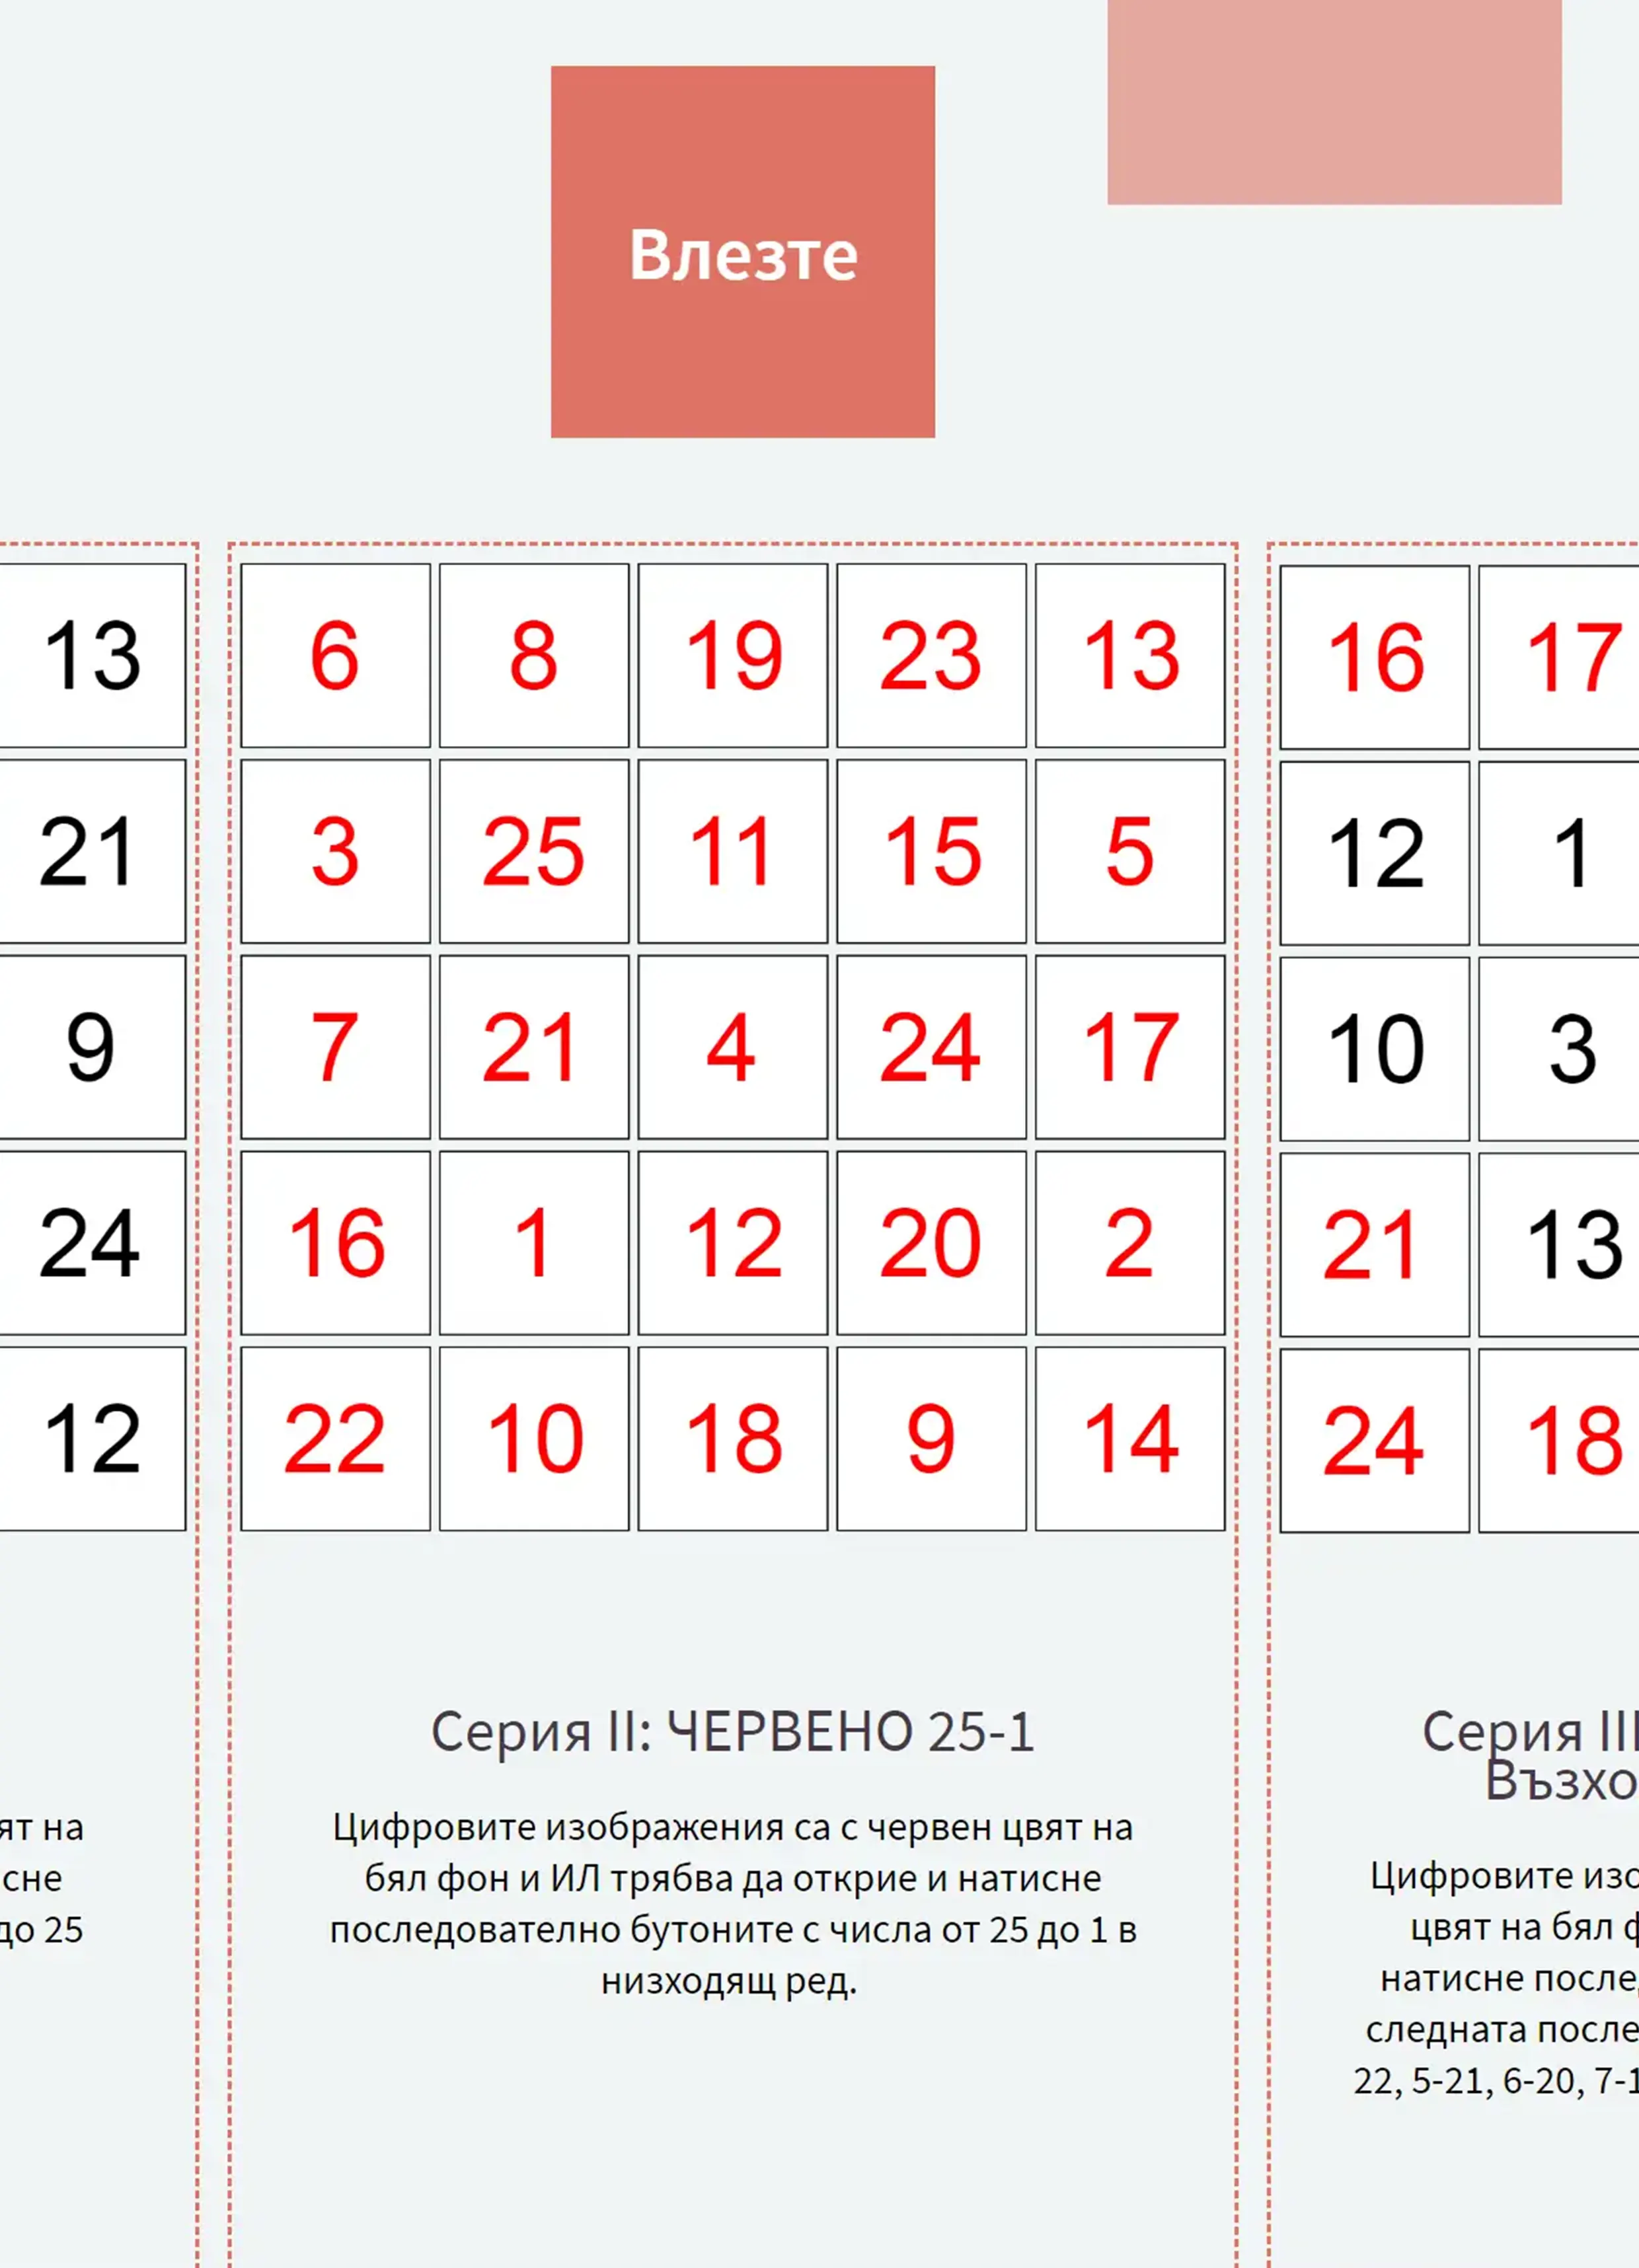 Влезте
13
21
9
24
12
ят на
сне
до 25
6 8 19 23 13
3 25 11 15 5
7 21 4 24 17
16 1 12 20 2
22 10 18 9 14
Серия II: ЧЕРВЕНО 25-1
Цифровите изображения са с червен цвят на
бял фон и ИЛ трябва да открие и натисне
последователно бутоните с числа от 25 до 1 в
низходящ ред.
16 17
12 1
10 3
21 13
24 18
Серия III
Възхо
Цифровите изо
цвят на бял ф
натисне послед
следната после
22, 5-21, 6-20, 7-1